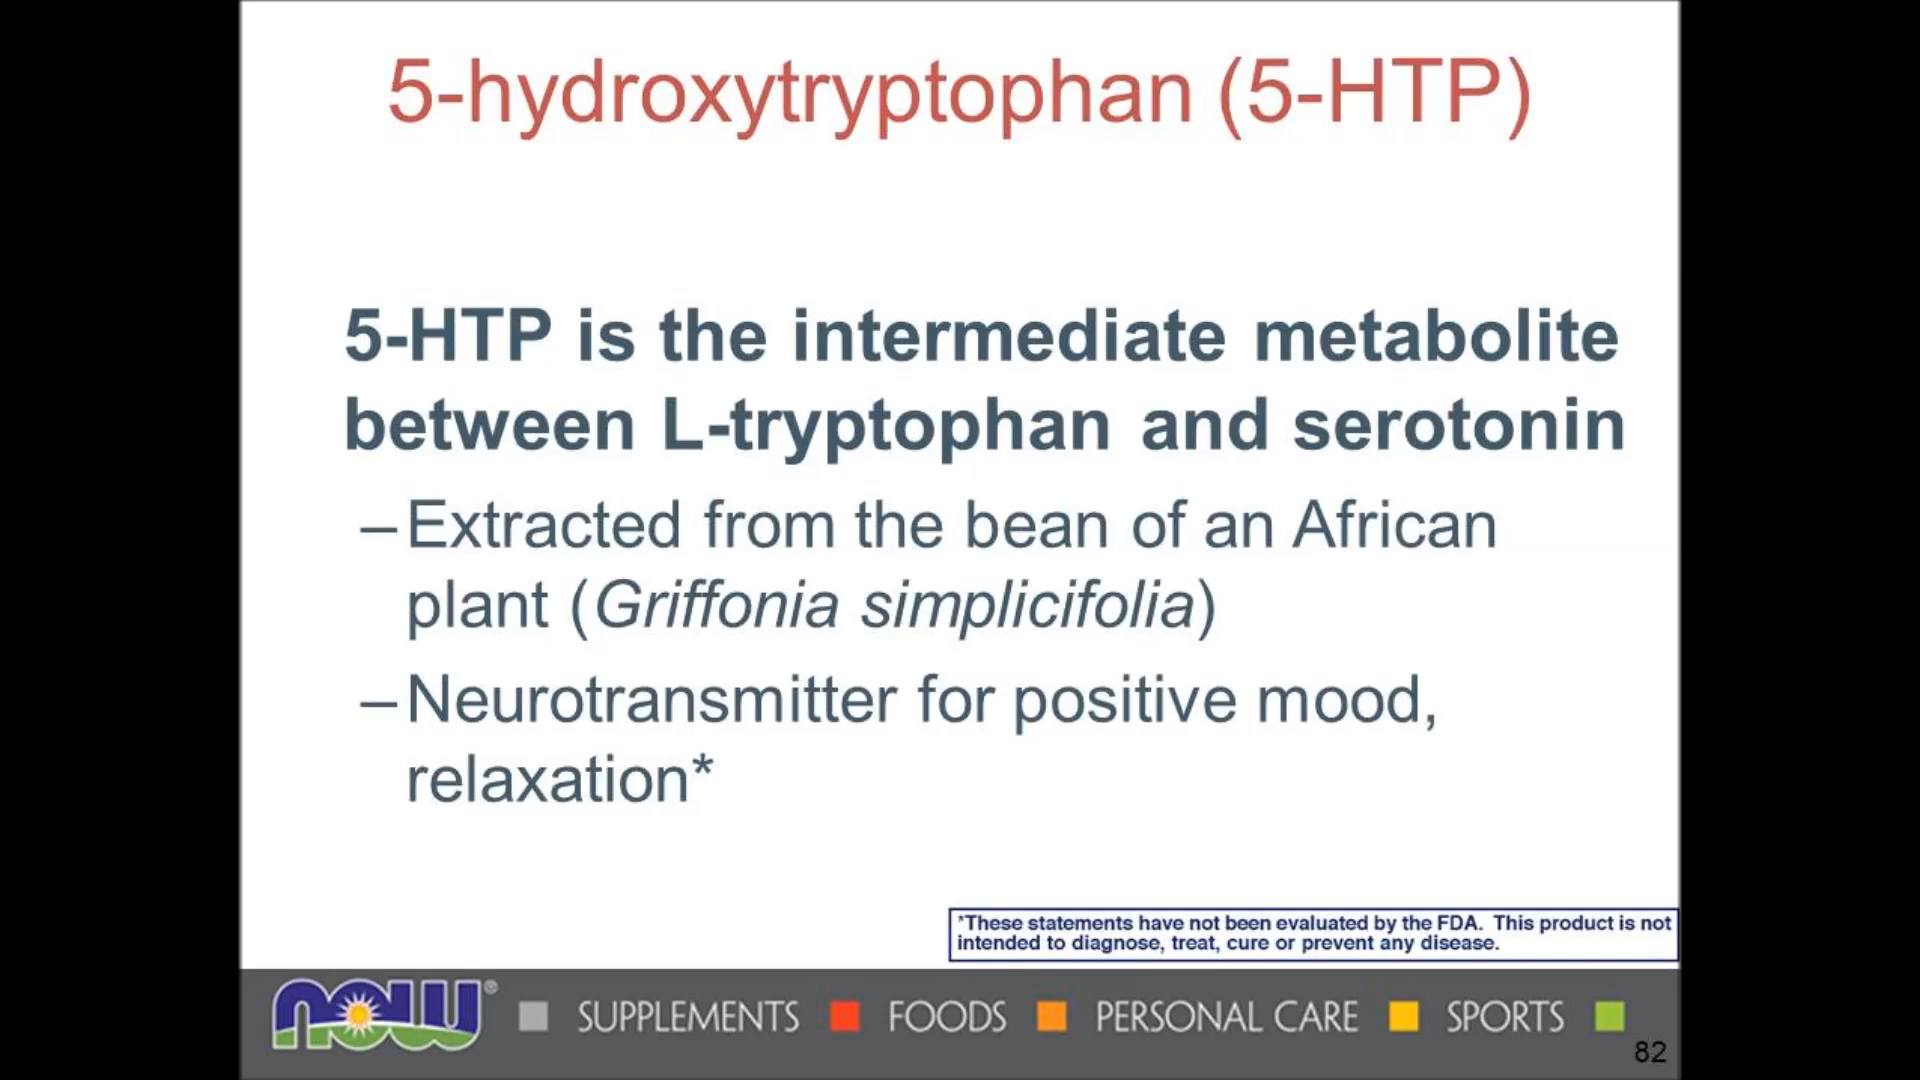 5-hydroxytryptophan (5-HTP)
5-HTP is the intermediate metabolite
between L-tryptophan and serotonin
–Extracted from the bean of an African
plant (Griffonia simplicifolia)
–Neurotransmitter for positive mood,
relaxation*
*These statements have not been evaluated by the FDA. This product is not
intended to diagnose, treat, cure or prevent any disease.
NOW® SUPPLEMENTS FOODS PERSONAL CARE SPORTS
82